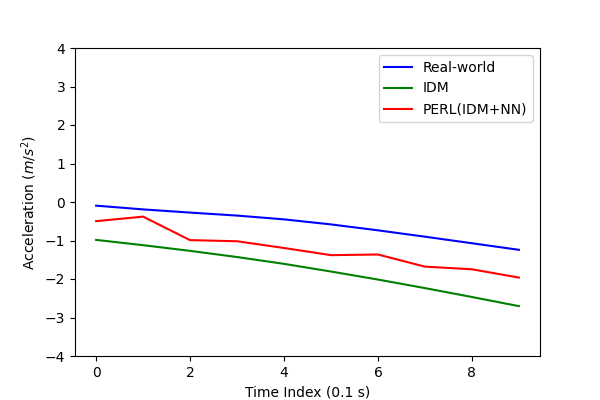 4
3
2
1
0
−1
−2
−3
−4
Acceleration (m/s²)
Real-world
IDM
PERL(IDM+NN)
0 2 4 6 8
Time Index (0.1 s)